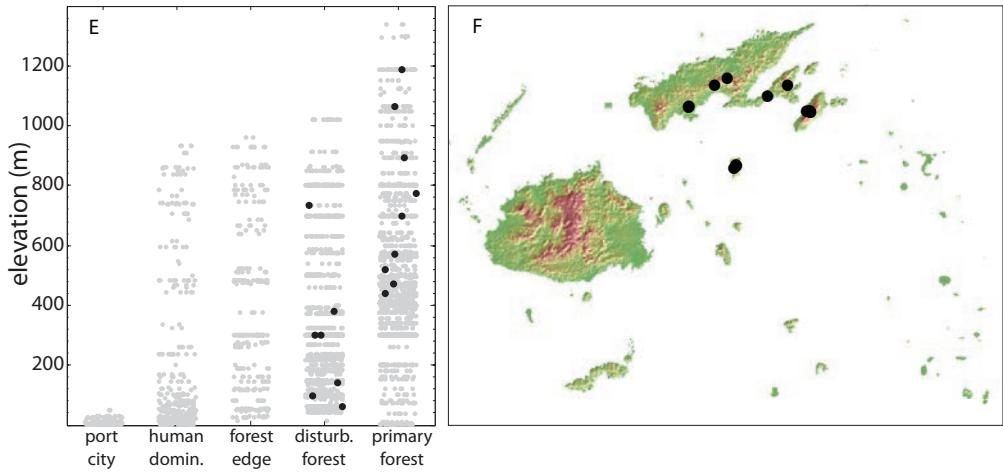 E
F
elevation (m)
1200
1000
800
600
400
200
port city
human domin.
forest edge
disturb. forest
primary forest